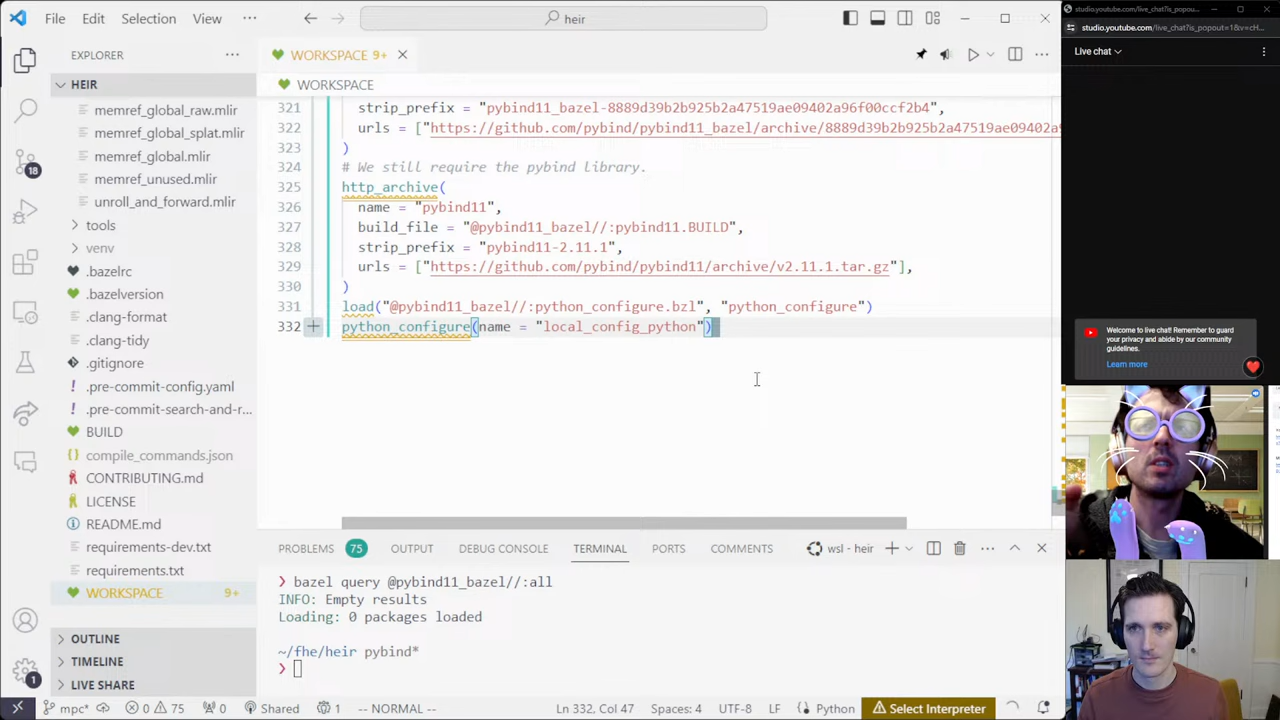 File Edit Selection View ···
heir
EXPLORER ···
HEIR
memref_global_raw.mlir
memref_global_splat.mlir
memref_global.mlir
memref_unused.mlir
unroll_and_forward.mlir
tools
venv
.bazelrc
.bazelversion
.clang-format
.clang-tidy
.gitignore
.pre-commit-config.yaml
.pre-commit-search-and-r...
BUILD
compile_commands.json
CONTRIBUTING.md
LICENSE
README.md
requirements-dev.txt
requirements.txt
WORKSPACE 9+
OUTLINE
TIMELINE
LIVE SHARE
18
1
WORKSPACE 9+
WORKSPACE
321 strip_prefix = "pybind11_bazel-8889d39b2b925b2a47519ae09402a96f00ccf2b4",
322 urls = ["https://github.com/pybind/pybind11_bazel/archive/8889d39b2b925b2a47519ae09402a9
323 )
324 # We still require the pybind library.
325 http_archive(
326 name = "pybind11",
327 build_file = "@pybind11_bazel//:pybind11.BUILD",
328 strip_prefix = "pybind11-2.11.1",
329 urls = ["https://github.com/pybind/pybind11/archive/v2.11.1.tar.gz"],
330 )
331 load("@pybind11_bazel//:python_configure.bzl", "python_configure")
332 python_configure(name = "local_config_python")
PROBLEMS 75 OUTPUT DEBUG CONSOLE TERMINAL PORTS COMMENTS wsl - heir
❯ bazel query @pybind11_bazel//:all
INFO: Empty results
Loading: 0 packages loaded
~/fhe/heir pybind*
❯
mpc* 0 75 0 Shared 1 -- NORMAL -- Ln 332, Col 47 Spaces: 4 UTF-8 LF Python Select Interpreter
studio.youtube.com/live_chat?is_popou...
studio.youtube.com/live_chat?is_popout=1&v=cH...
Live chat
Welcome to live chat! Remember to guard
your privacy and abide by our community
guidelines.
Learn more